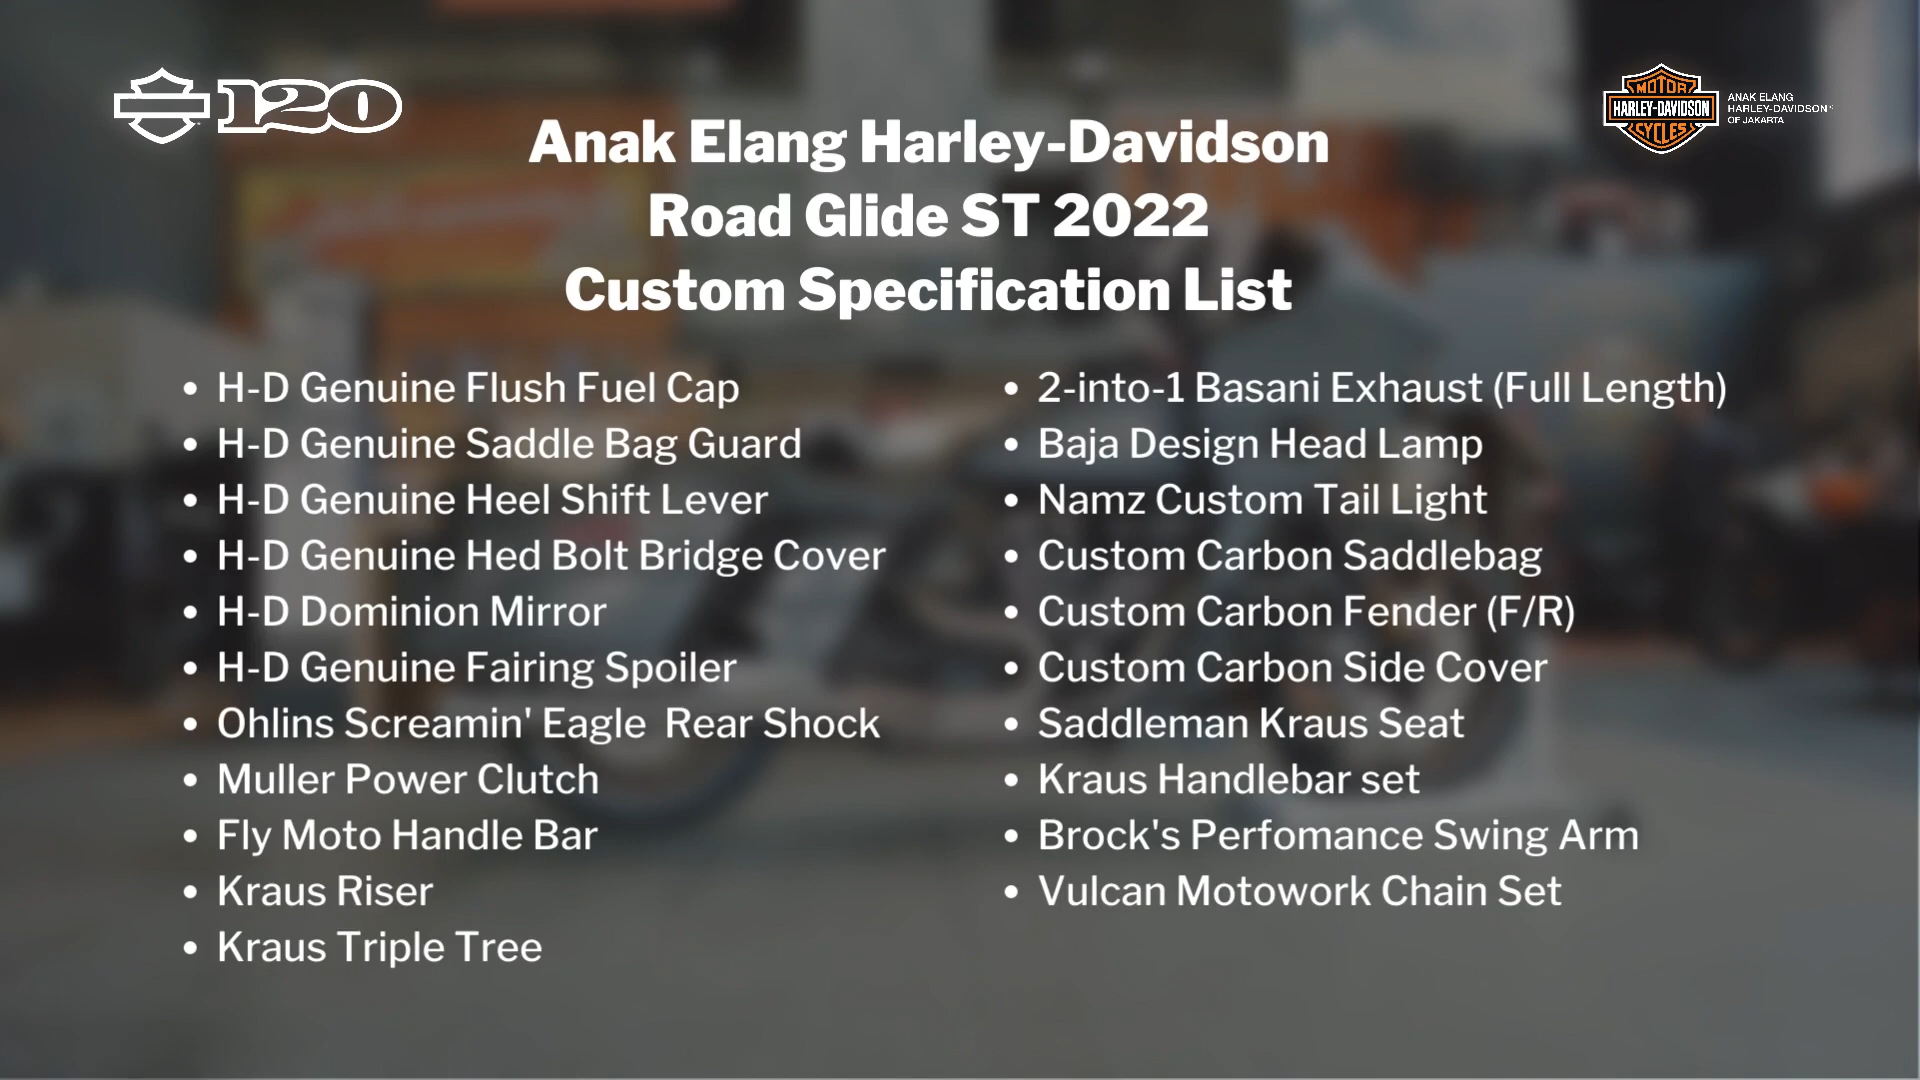 120
MOTOR
HARLEY-DAVIDSON
CYCLES
ANAK ELANG
HARLEY-DAVIDSON
OF JAKARTA
Anak Elang Harley-Davidson
Road Glide ST 2022
Custom Specification List
• H-D Genuine Flush Fuel Cap
• H-D Genuine Saddle Bag Guard
• H-D Genuine Heel Shift Lever
• H-D Genuine Hed Bolt Bridge Cover
• H-D Dominion Mirror
• H-D Genuine Fairing Spoiler
• Ohlins Screamin' Eagle  Rear Shock
• Muller Power Clutch
• Fly Moto Handle Bar
• Kraus Riser
• Kraus Triple Tree
• 2-into-1 Basani Exhaust (Full Length)
• Baja Design Head Lamp
• Namz Custom Tail Light
• Custom Carbon Saddlebag
• Custom Carbon Fender (F/R)
• Custom Carbon Side Cover
• Saddleman Kraus Seat
• Kraus Handlebar set
• Brock's Perfomance Swing Arm
• Vulcan Motowork Chain Set